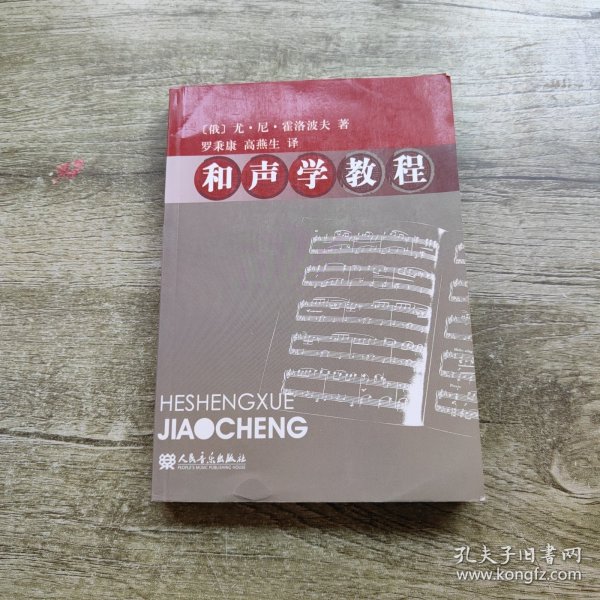 ［俄］尤·尼·霍洛波夫 著
罗秉康 高燕生 译
和声学教程
HESHENGXUE
JIAOCHENG
人民音乐出版社
PEOPLE'S MUSIC PUBLISHING HOUSE
孔夫子旧书网
www.kongfz.com